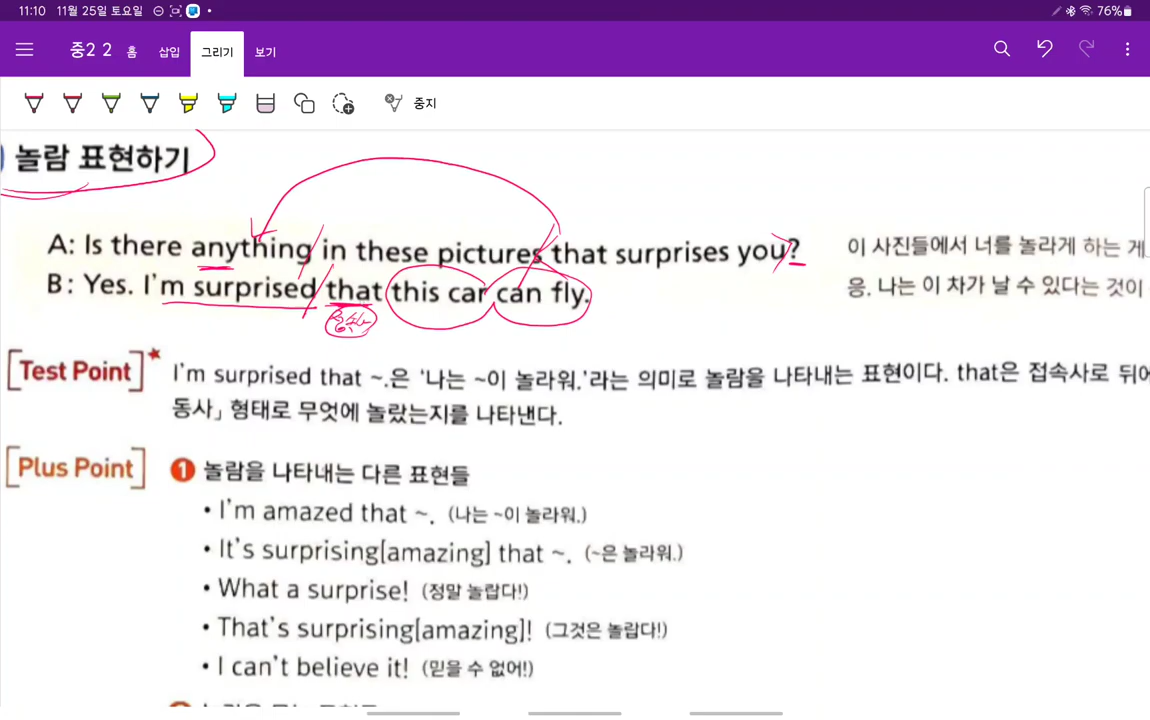 11:10 11월 25일 토요일 76%
중2 2 홈 삽입 그리기 보기
중지
놀람 표현하기
A: Is there anything in these pictures that surprises you? 이 사진들에서 너를 놀라게 하는 게
B: Yes. I'm surprised that this car can fly. 응. 나는 이 차가 날 수 있다는 것이
접속사
[Test Point]* I'm surprised that ~.은 '나는 ~이 놀라워.'라는 의미로 놀람을 나타내는 표현이다. that은 접속사로 뒤에
동사」 형태로 무엇에 놀랐는지를 나타낸다.
[Plus Point] 1 놀람을 나타내는 다른 표현들
• I'm amazed that ~. (나는 ~이 놀라워.)
• It's surprising[amazing] that ~. (~은 놀라워.)
• What a surprise! (정말 놀랍다!)
• That's surprising[amazing]! (그것은 놀랍다!)
• I can't believe it! (믿을 수 없어!)